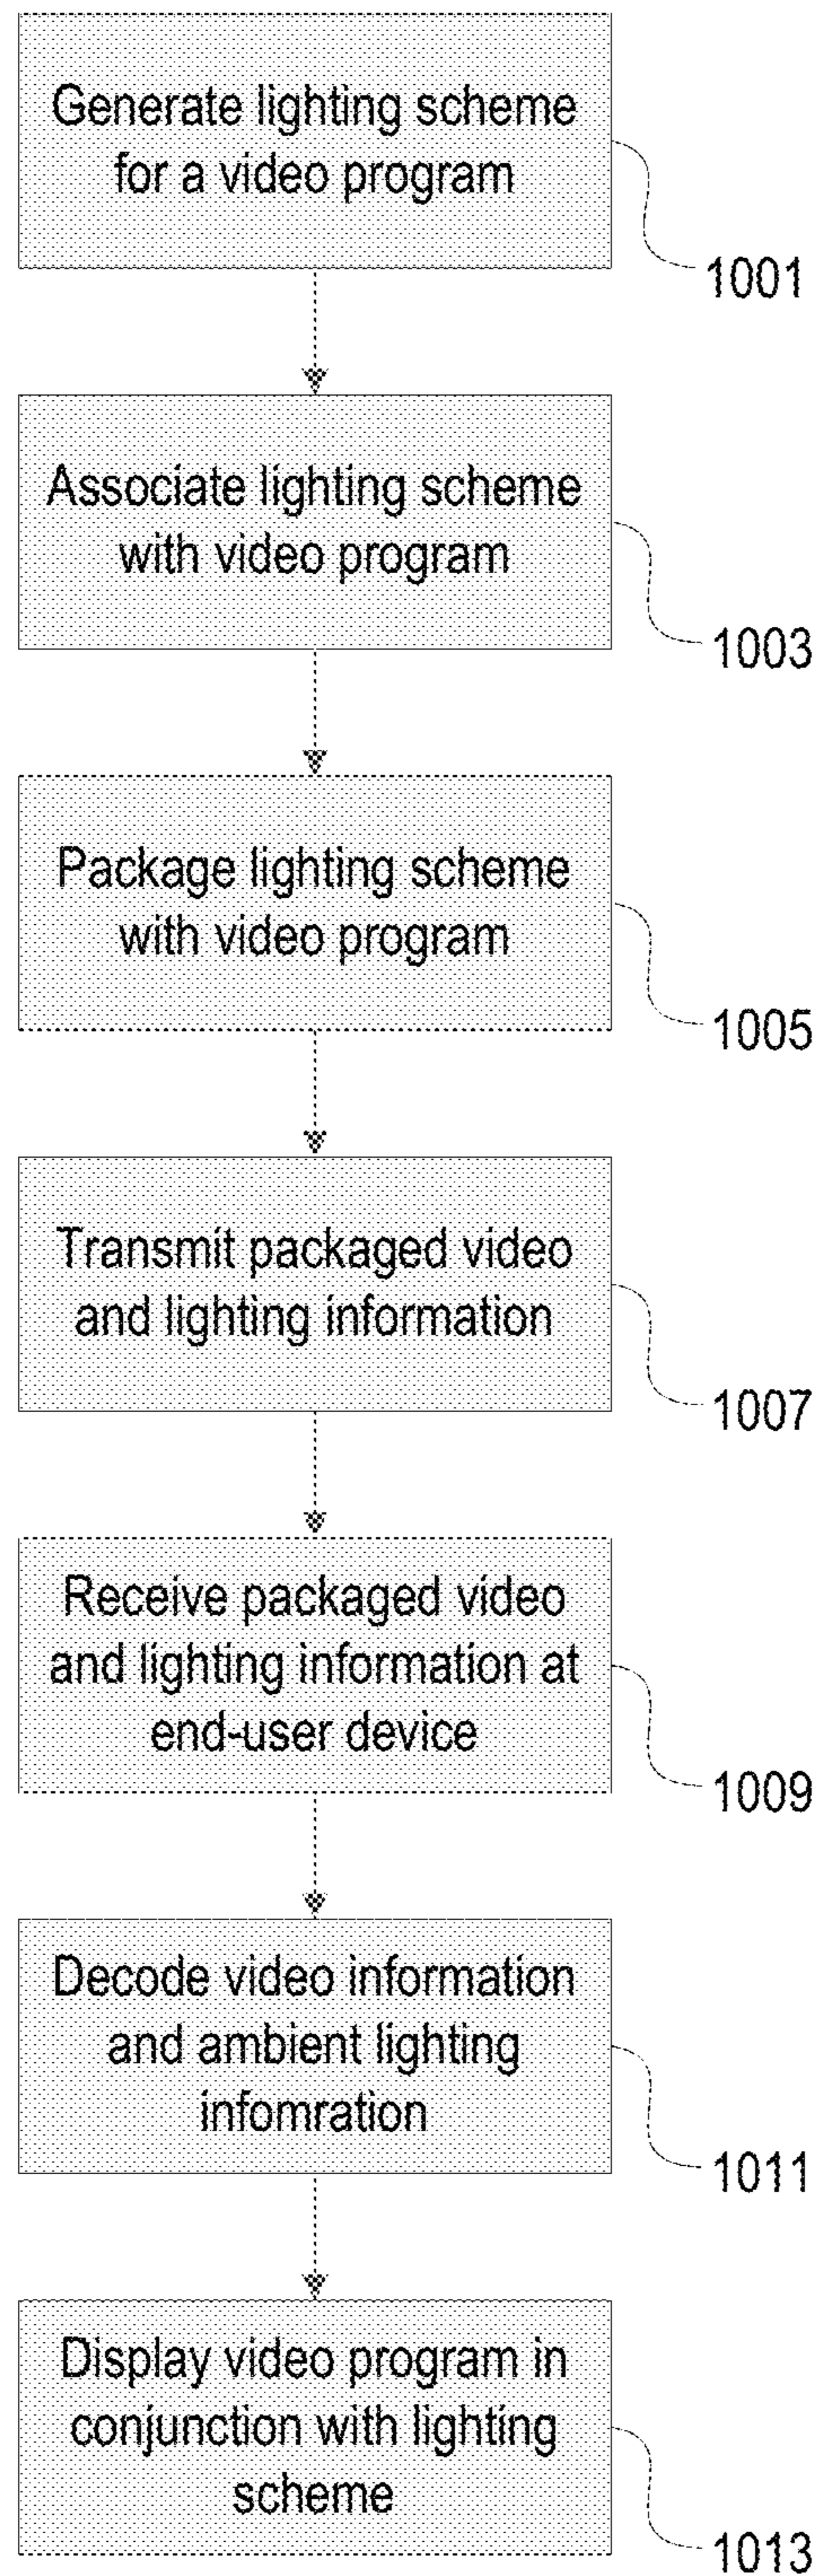 Generate lighting scheme
for a video program
1001
Associate lighting scheme
with video program
1003
Package lighting scheme
with video program
1005
Transmit packaged video
and lighting information
1007
Receive packaged video
and lighting information at
end-user device
1009
Decode video information
and ambient lighting
infomration
1011
Display video program in
conjunction with lighting
scheme
1013